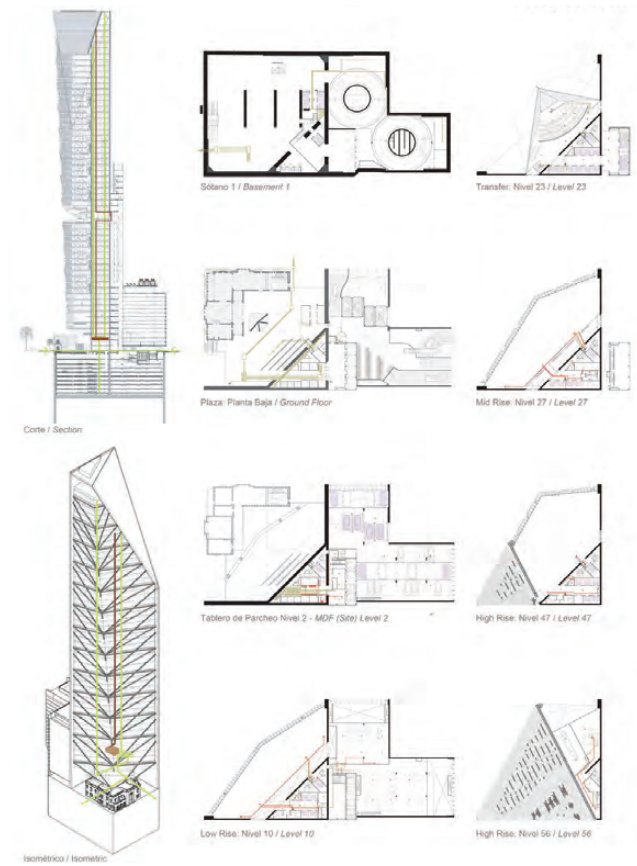 Sótano 1 / Basement 1
Transfer: Nivel 23 / Level 23
Plaza: Planta Baja / Ground Floor
Mid Rise: Nivel 27 / Level 27
Corte / Section
Tablero de Parcheo Nivel 2 - MDF (Site) Level 2
High Rise: Nivel 47 / Level 47
Low Rise: Nivel 10 / Level 10
High Rise: Nivel 56 / Level 56
Isométrico / Isometric